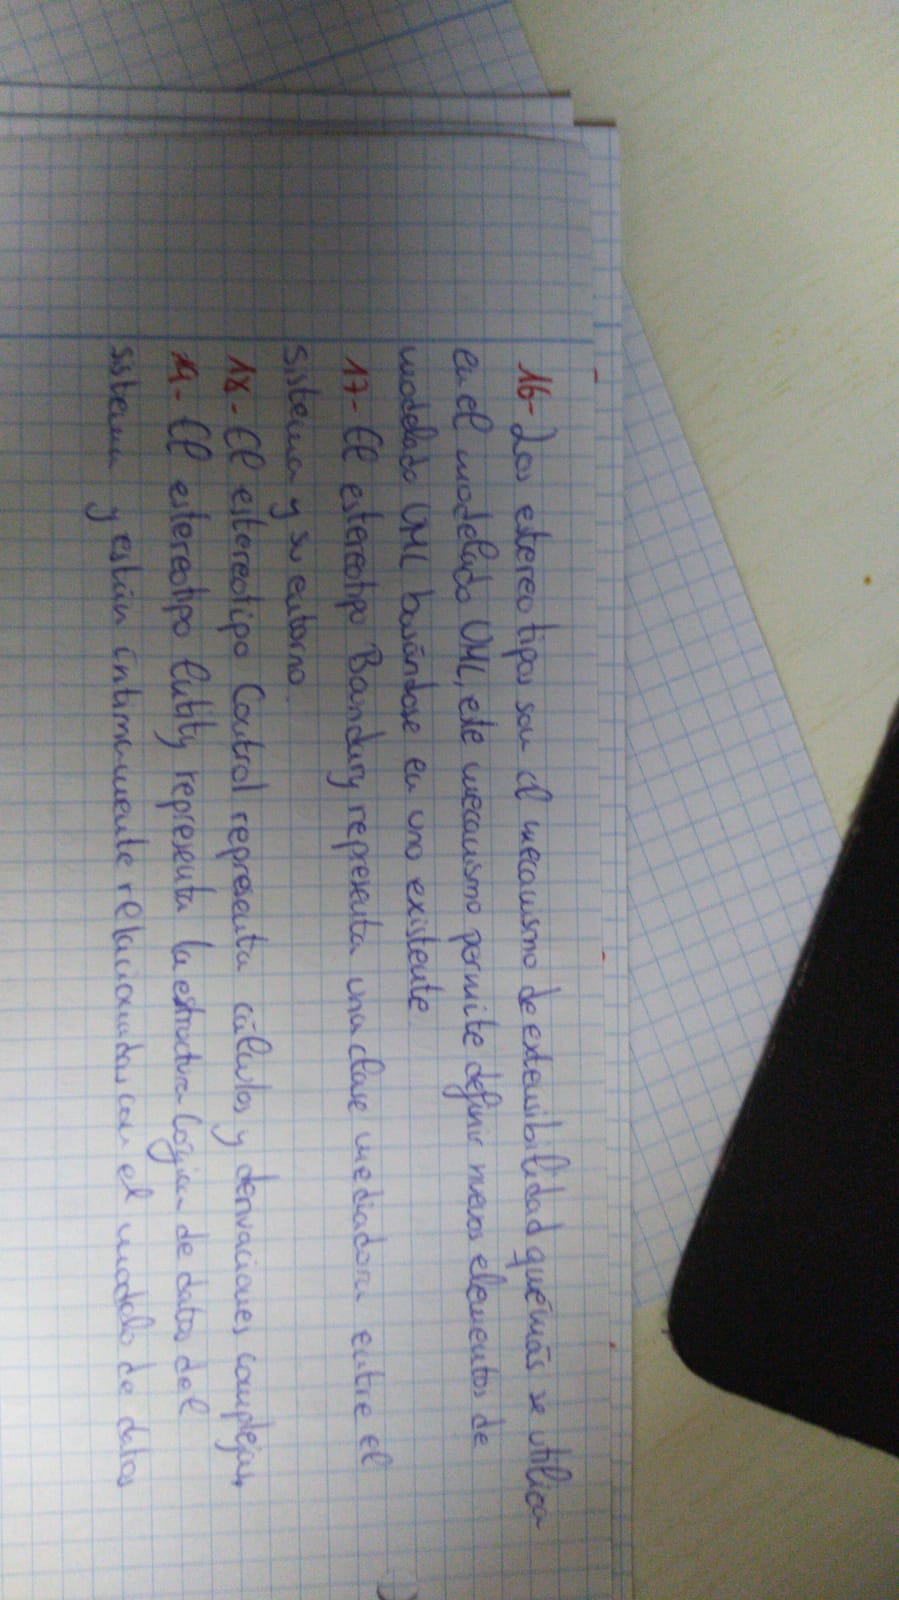 16- Los estereotipos son el mecanismo de extensibilidad que más se utiliza
en el modelado UML, este mecanismo permite definir nuevos elementos de
modelado UML basándose en uno existente
17- El estereotipo Boundary representa una clase mediadora entre el
sistema y su entorno.
18- El estereotipo Control representa cálculos y derivaciones complejas,
19- El estereotipo Entity representa la estructura lógica de datos del
sistema y están íntimamente relacionadas con el modelo de datos